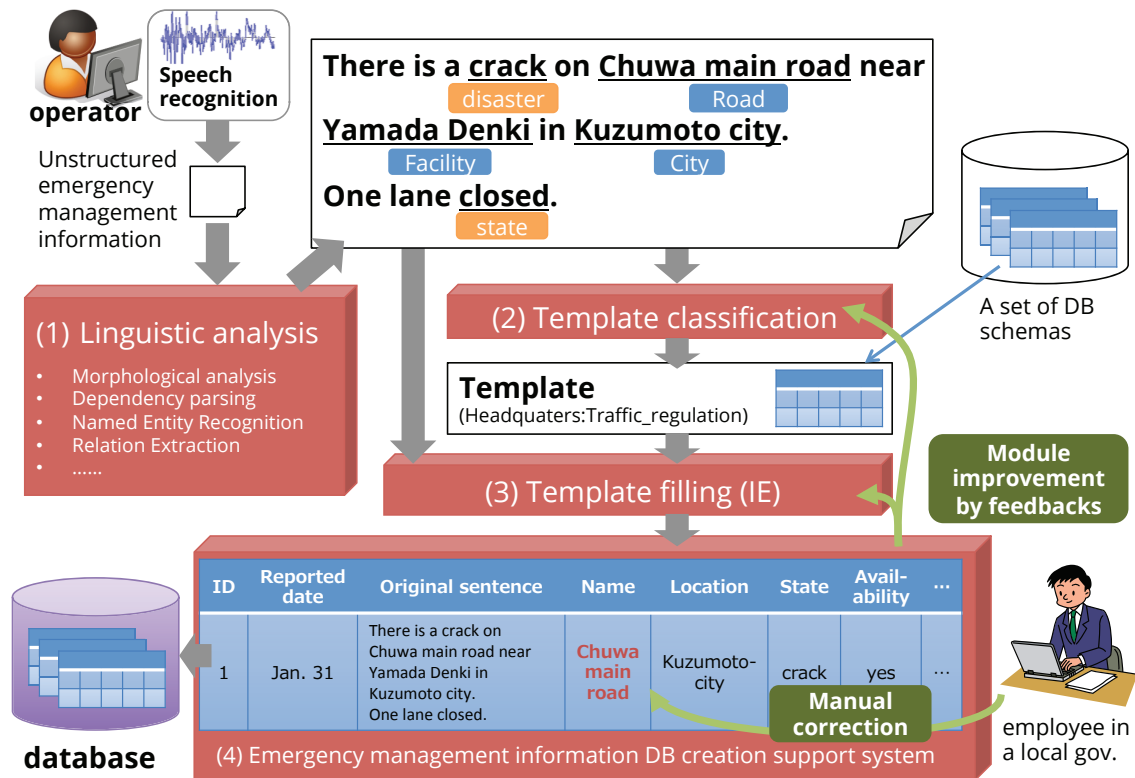 Speech
recognition
operator
Unstructured
emergency
management
information
There is a crack on Chuwa main road near
disaster
Road
Yamada Denki in Kuzumoto city.
Facility
City
One lane closed.
state
A set of DB
schemas
(1) Linguistic analysis
• Morphological analysis
• Dependency parsing
• Named Entity Recognition
• Relation Extraction
• ......
(2) Template classification
Template
(Headquaters:Traffic_regulation)
(3) Template filling (IE)
Module
improvement
by feedbacks
ID
Reported
date
Original sentence
Name
Location
State
Avail-
ability
...
1
Jan. 31
There is a crack on
Chuwa main road near
Yamada Denki in
Kuzumoto city.
One lane closed.
Chuwa
main
road
Kuzumoto-
city
crack
yes
...
Manual
correction
(4) Emergency management information DB creation support system
database
employee in
a local gov.